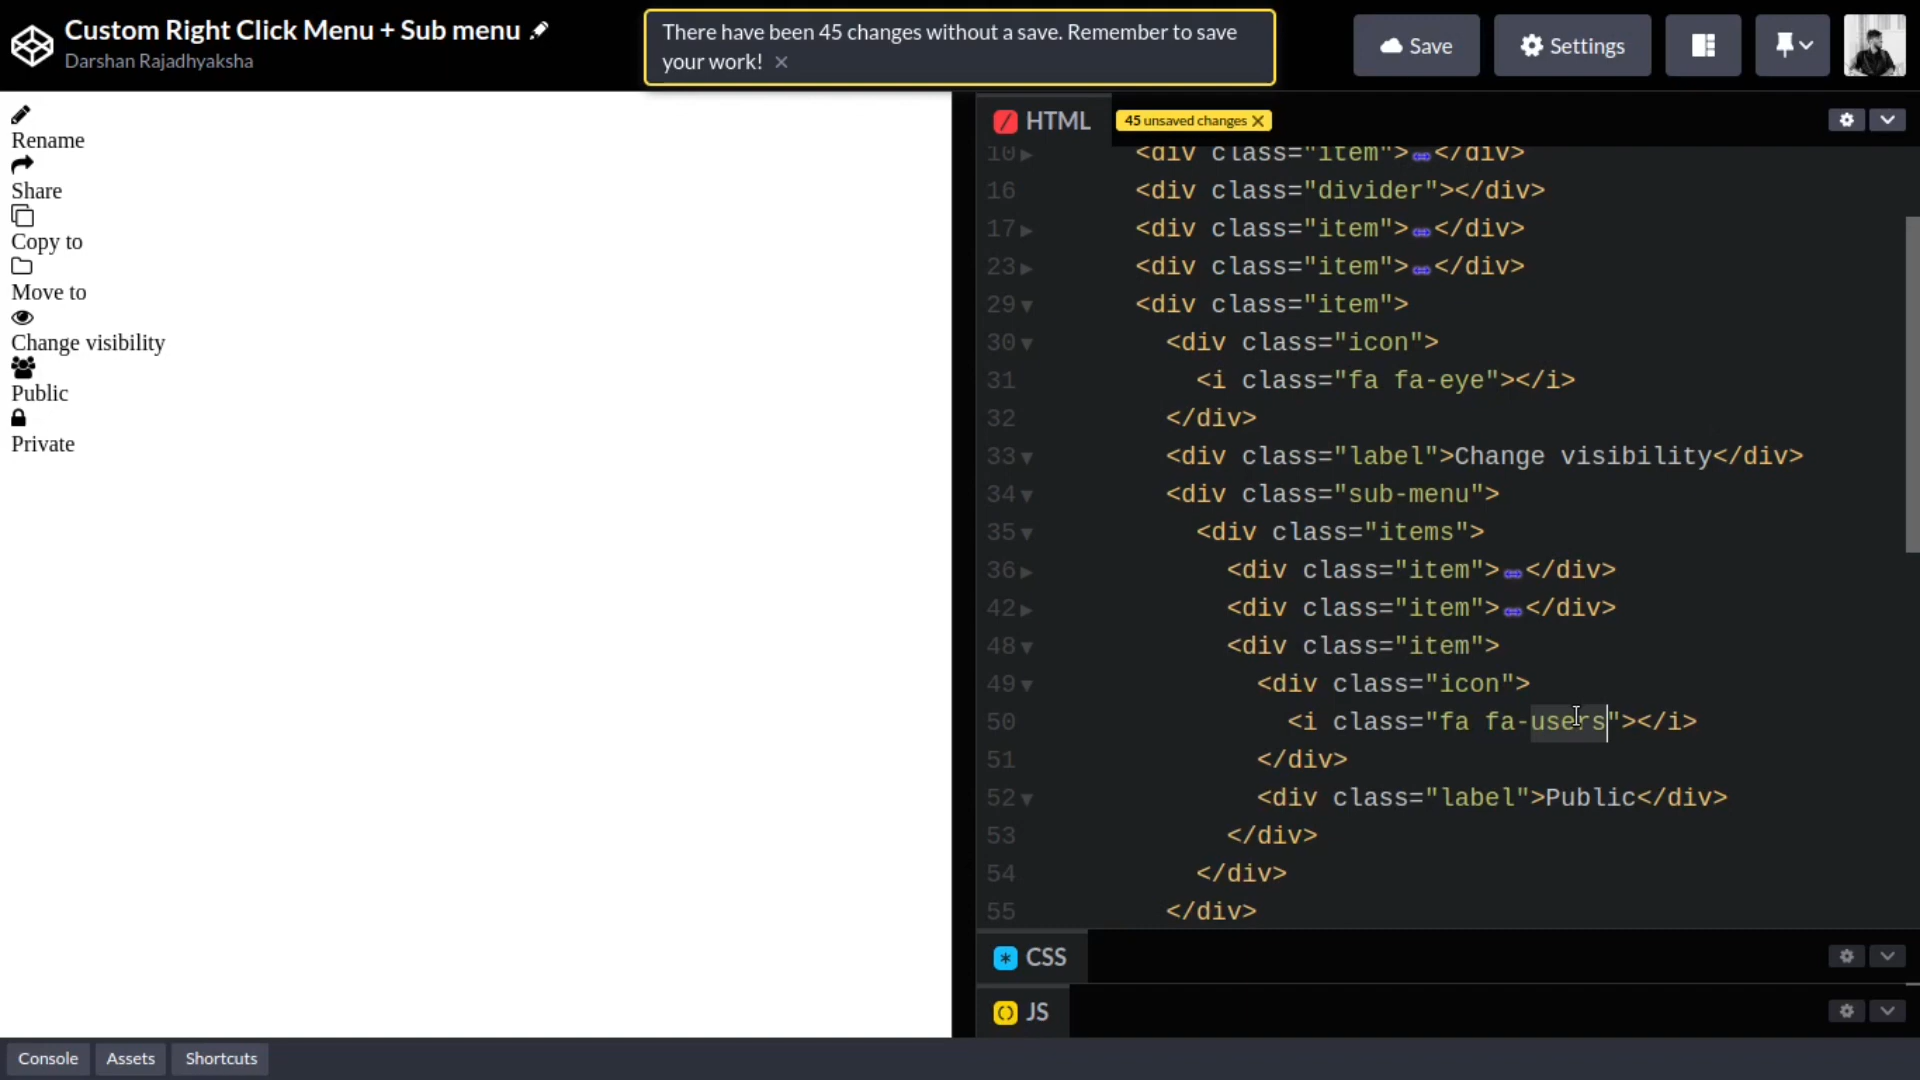 Custom Right Click Menu + Sub menu
Darshan Rajadhyaksha
There have been 45 changes without a save. Remember to save
your work! ×
Save
Settings
Rename
Share
Copy to
Move to
Change visibility
Public
Private
HTML
45 unsaved changes ×
10 <div class="item"></div>
16 <div class="divider"></div>
17 <div class="item"></div>
23 <div class="item"></div>
29 <div class="item">
30 <div class="icon">
31 <i class="fa fa-eye"></i>
32 </div>
33 <div class="label">Change visibility</div>
34 <div class="sub-menu">
35 <div class="items">
36 <div class="item"></div>
42 <div class="item"></div>
48 <div class="item">
49 <div class="icon">
50 <i class="fa fa-users"></i>
51 </div>
52 <div class="label">Public</div>
53 </div>
54 </div>
55 </div>
CSS
JS
Console
Assets
Shortcuts